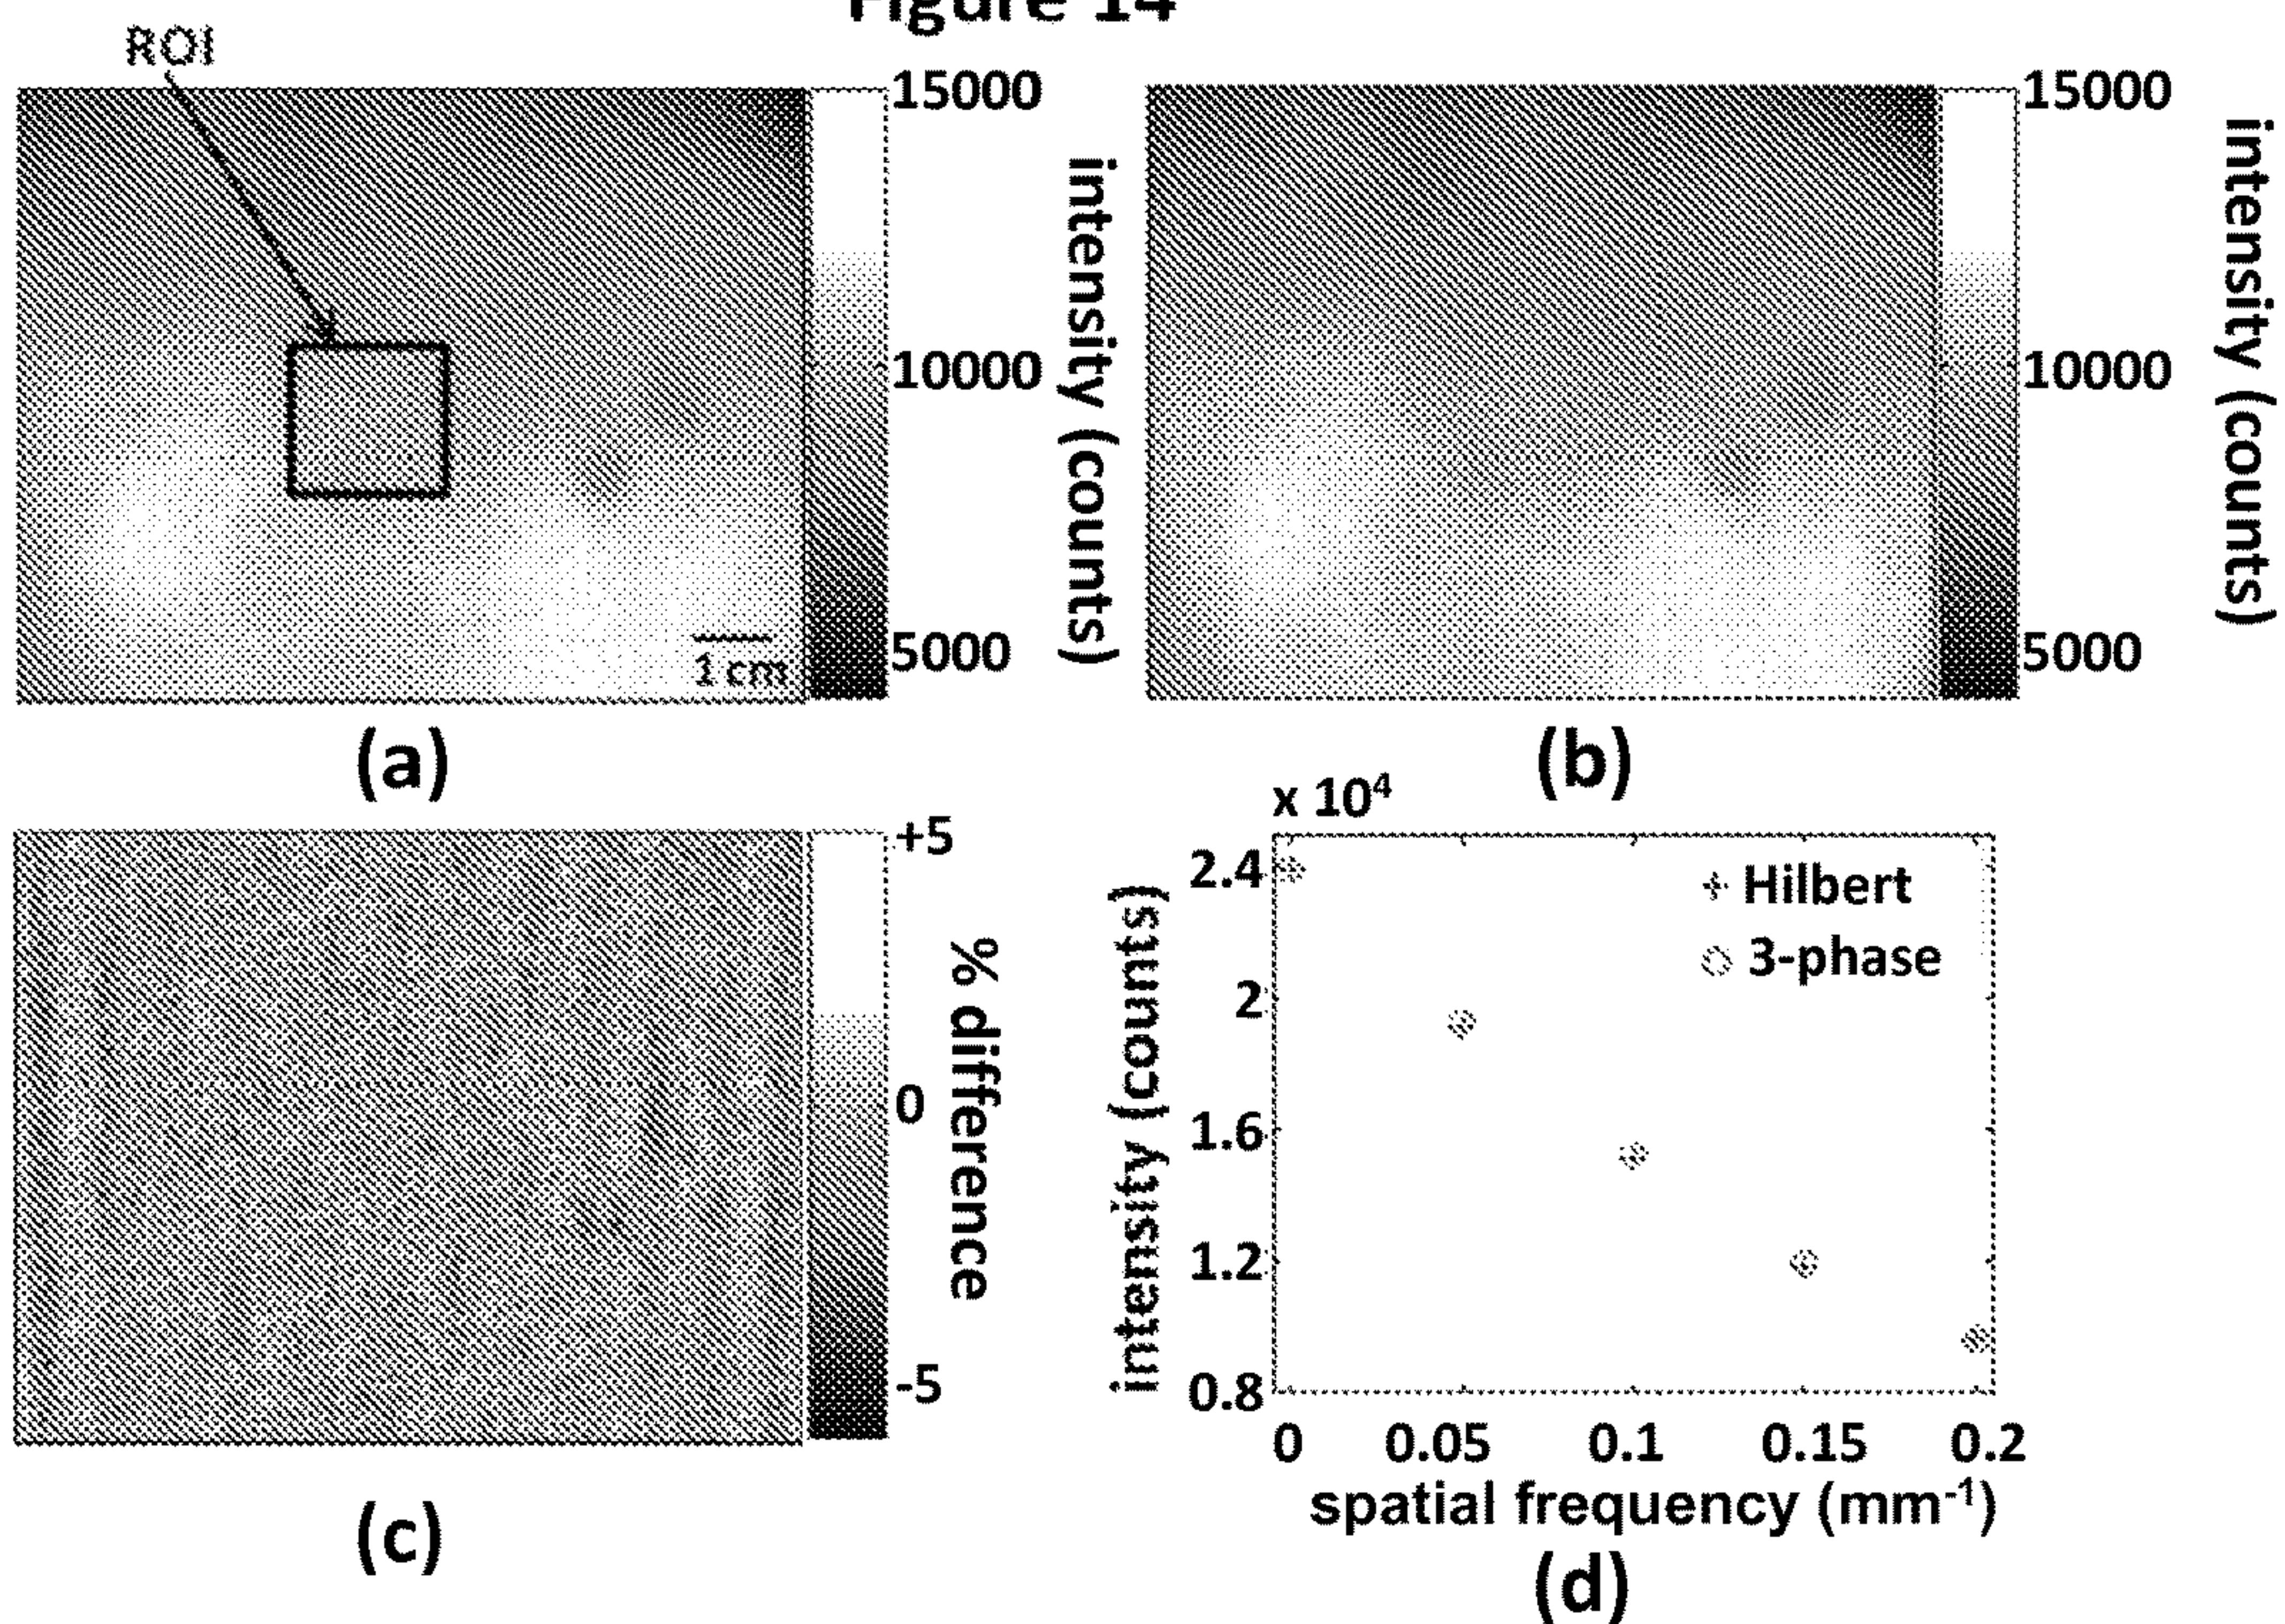 Figure 14
ROI
15000
10000
5000
intensity (counts)
1 cm
(a)
15000
10000
5000
intensity (counts)
(b)
+5
0
-5
% difference
(c)
x 10⁴
2.4
2
1.6
1.2
0.8
intensity (counts)
Hilbert
3-phase
0 0.05 0.1 0.15 0.2
spatial frequency (mm⁻¹)
(d)